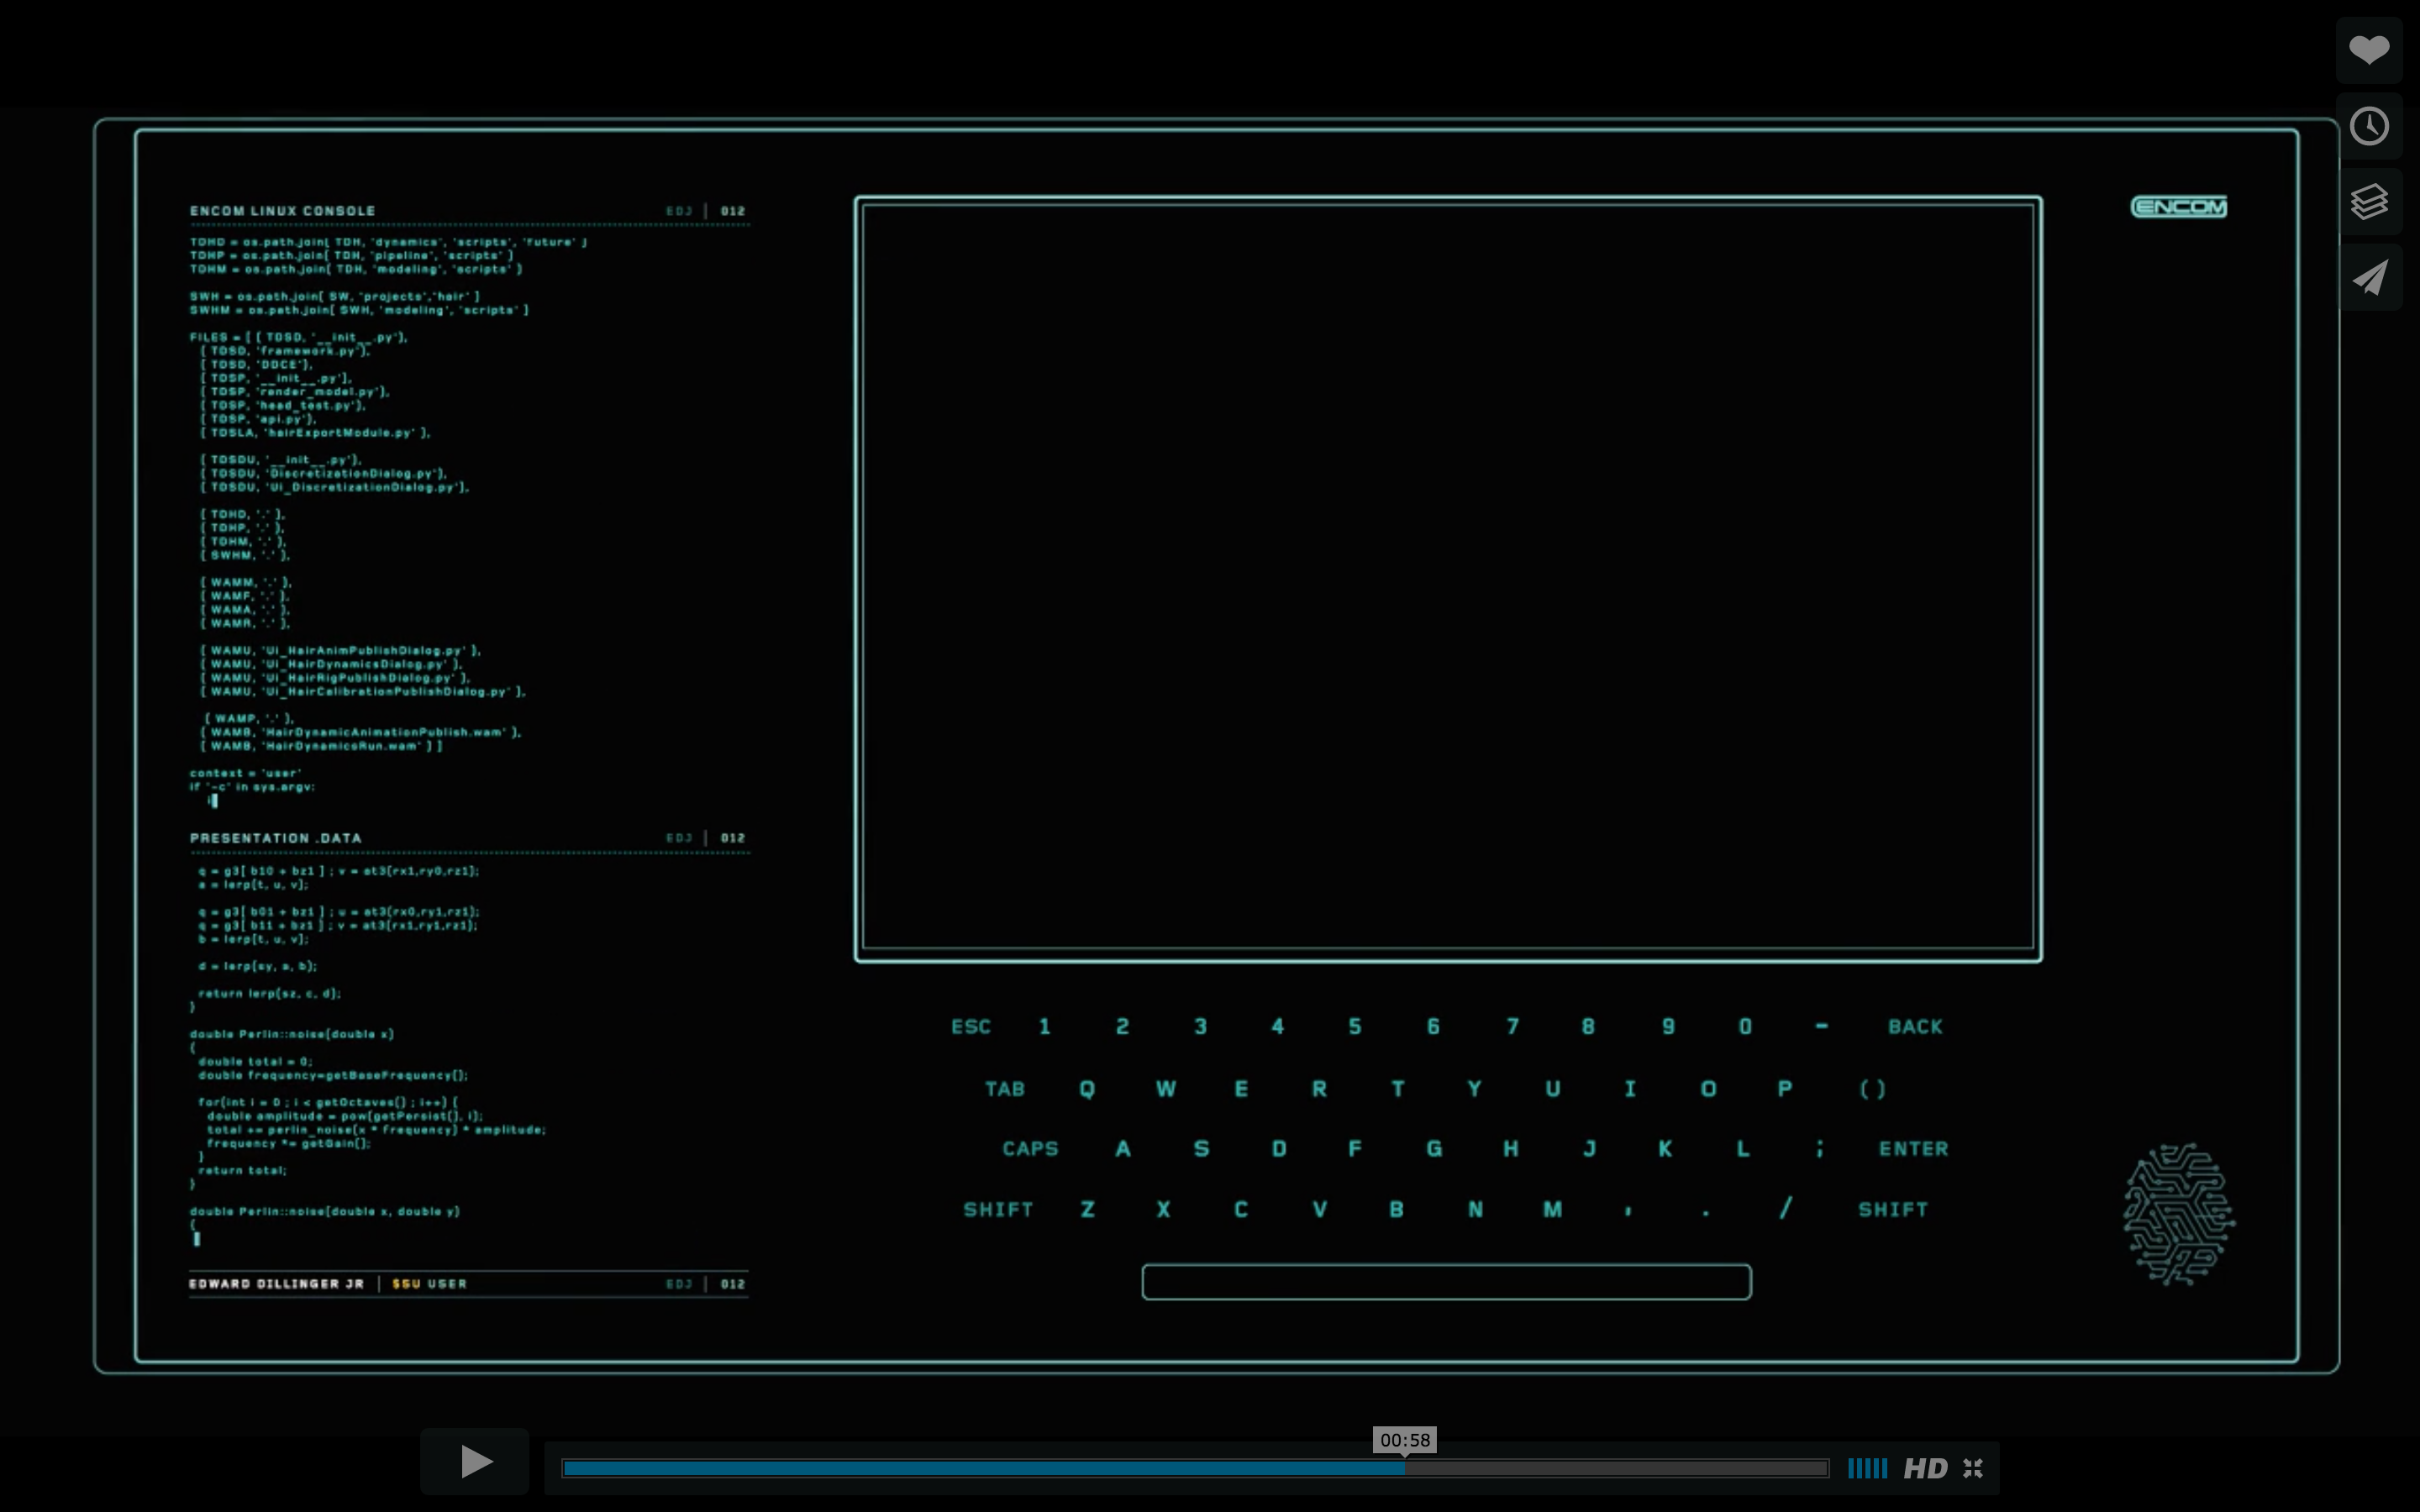 ENCOM LINUX CONSOLE EDJ | 012
TDHD = os.path.join[ TDH, 'dynamics', 'scripts', 'future' ]
TDHP = os.path.join[ TDH, 'pipeline', 'scripts' ]
TDHM = os.path.join[ TDH, 'modeling', 'scripts' ]
SWH = os.path.join[ SW, 'projects','hair' ]
SWHM = os.path.join[ SWH, 'modeling', 'scripts' ]
FILES = [ [ TDSD, '__init__.py'],
[ TDSD, 'framework.py'],
[ TDSD, 'DDCE'],
[ TDSP, '__init__.py'],
[ TDSP, 'render_model.py'],
[ TDSP, 'head_test.py'],
[ TDSP, 'api.py'],
[ TDSLA, 'hairExportModule.py' ],
[ TDSDU, '__init__.py'],
[ TDSDU, 'DiscretizationDialog.py'],
[ TDSDU, 'Ui_DiscretizationDialog.py'],
[ TDHD, '.' ],
[ TDHP, '.' ],
[ TDHM, '.' ],
[ SWHM, '.' ],
[ WAMM, '.' ],
[ WAMF, '.' ],
[ WAMA, '.' ],
[ WAMR, '.' ],
[ WAMU, 'Ui_HairAnimPublishDialog.py' ],
[ WAMU, 'Ui_HairDynamicsDialog.py' ],
[ WAMU, 'Ui_HairRigPublishDialog.py' ],
[ WAMU, 'Ui_HairCalibrationPublishDialog.py' ],
[ WAMP, '.' ],
[ WAMB, 'HairDynamicAnimationPublish.wam' ],
[ WAMB, 'HairDynamicsRun.wam' ] ]
context = 'user'
if '-c' in sys.argv:
PRESENTATION .DATA EDJ | 012
q = g3[ b10 + bz1 ] ; v = at3(rx1,ry0,rz1);
a = lerp(t, u, v);
q = g3[ b01 + bz1 ] ; u = at3(rx0,ry1,rz1);
q = g3[ b11 + bz1 ] ; v = at3(rx1,ry1,rz1);
b = lerp(t, u, v);
d = lerp(sy, a, b);
return lerp(sz, c, d);
}
double Perlin::noise(double x)
{
double total = 0;
double frequency=getBaseFrequency();
for(int i = 0 ; i < getOctaves() ; i++) {
double amplitude = pow(getPersist(), i);
total += perlin_noise(x * frequency) * amplitude;
frequency *= getGain();
}
return total;
}
double Perlin::noise(double x, double y)
{
EDWARD DILLINGER JR | $SU USER EDJ | 012
ENCOM
ESC 1 2 3 4 5 6 7 8 9 0 - BACK
TAB Q W E R T Y U I O P ( )
CAPS A S D F G H J K L ; ENTER
SHIFT Z X C V B N M , . / SHIFT
00:58
HD